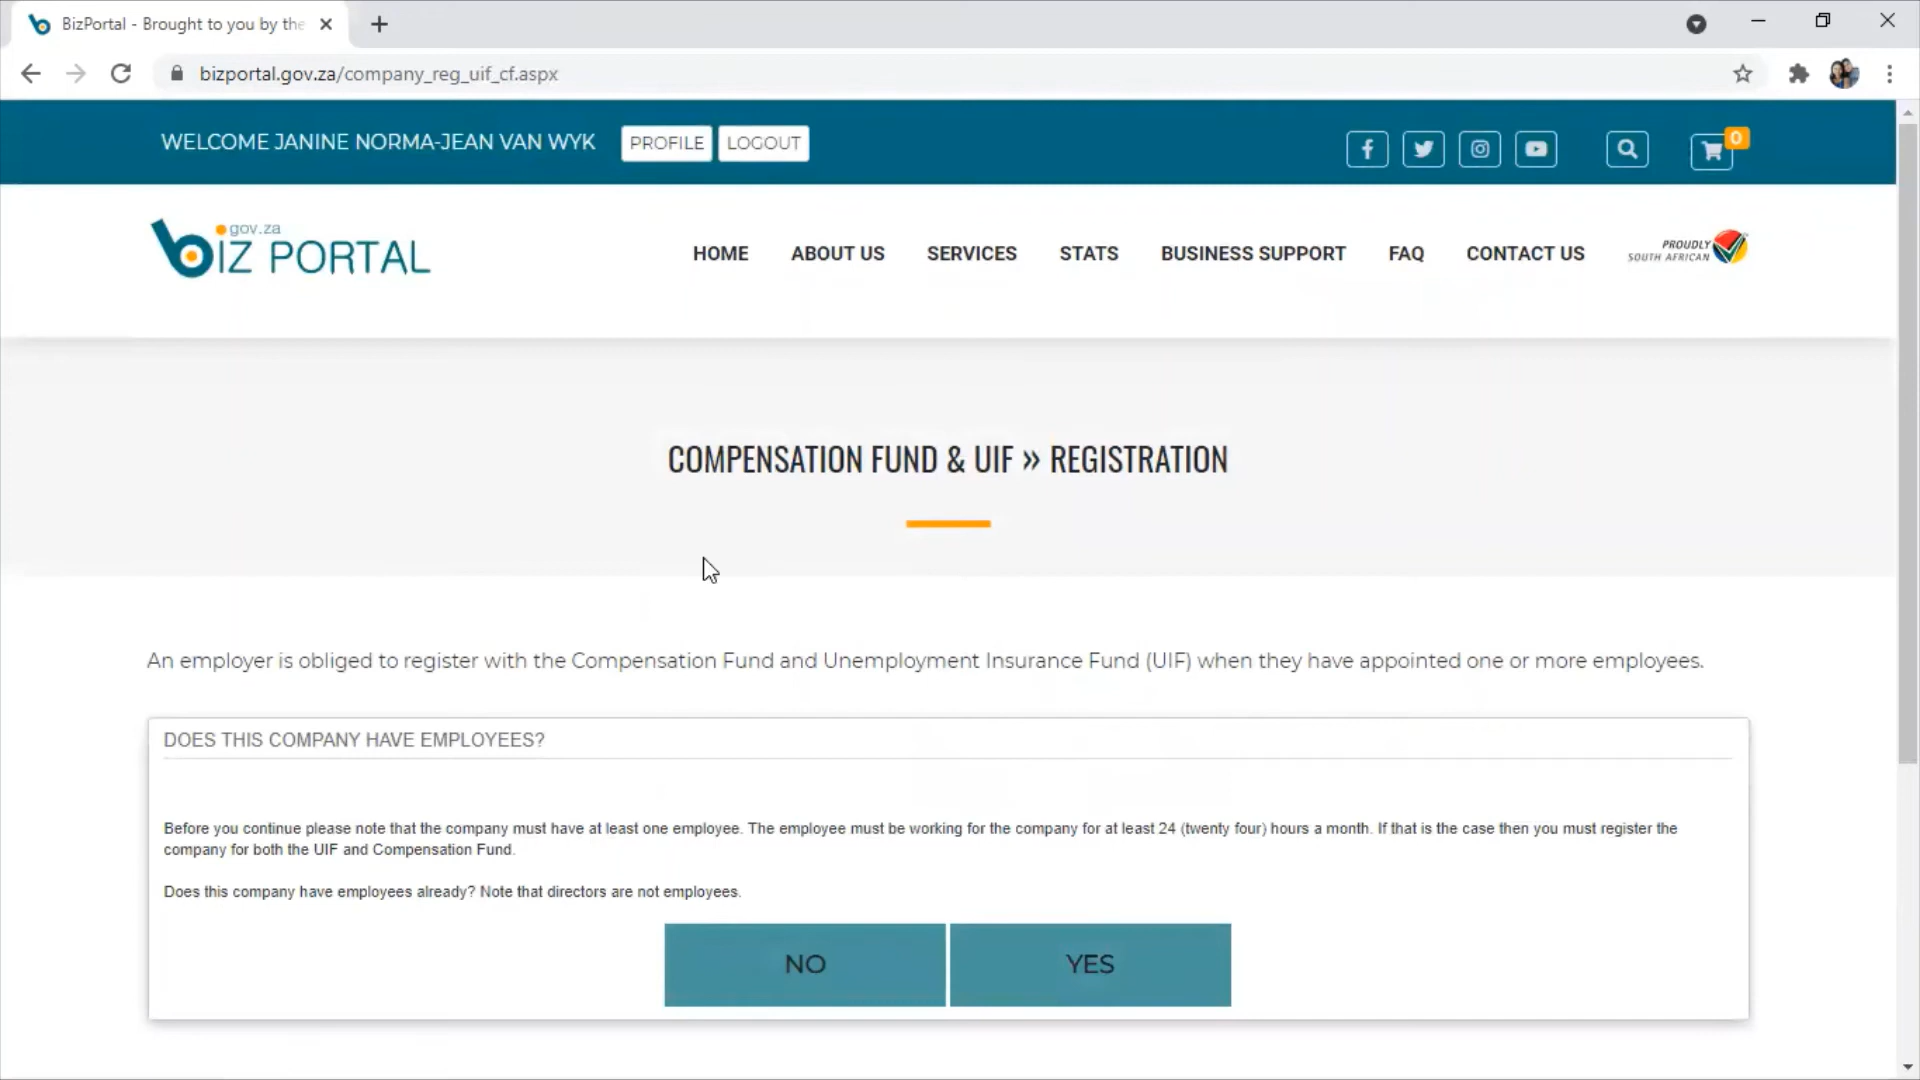 BizPortal - Brought to you by the
bizportal.gov.za/company_reg_uif_cf.aspx
WELCOME JANINE NORMA-JEAN VAN WYK
PROFILE
LOGOUT
0
gov.za
biz PORTAL
HOME
ABOUT US
SERVICES
STATS
BUSINESS SUPPORT
FAQ
CONTACT US
PROUDLY
SOUTH AFRICAN
COMPENSATION FUND & UIF » REGISTRATION
An employer is obliged to register with the Compensation Fund and Unemployment Insurance Fund (UIF) when they have appointed one or more employees.
DOES THIS COMPANY HAVE EMPLOYEES?
Before you continue please note that the company must have at least one employee. The employee must be working for the company for at least 24 (twenty four) hours a month. If that is the case then you must register the
company for both the UIF and Compensation Fund.
Does this company have employees already? Note that directors are not employees.
NO
YES